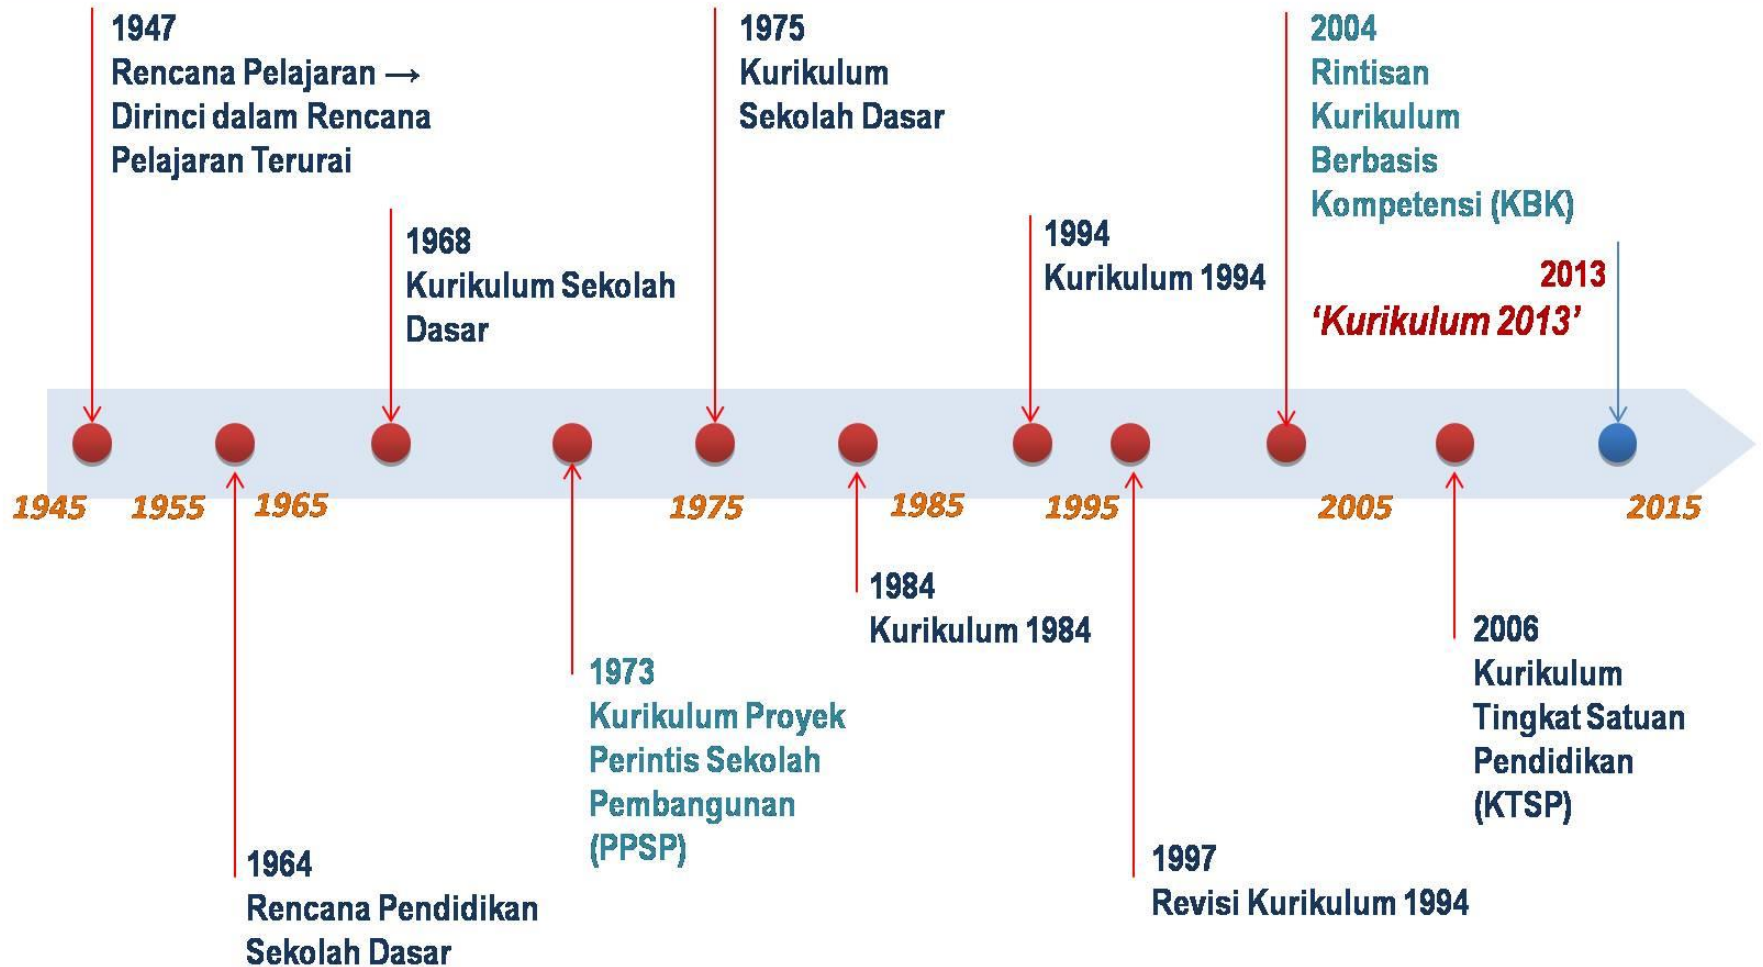 1947
Rencana Pelajaran →
Dirinci dalam Rencana
Pelajaran Terurai
1975
Kurikulum
Sekolah Dasar
2004
Rintisan
Kurikulum
Berbasis
Kompetensi (KBK)
1968
Kurikulum Sekolah
Dasar
1994
Kurikulum 1994
2013
‘Kurikulum 2013’
1945
1955
1965
1975
1985
1995
2005
2015
1984
Kurikulum 1984
2006
Kurikulum
Tingkat Satuan
Pendidikan
(KTSP)
1973
Kurikulum Proyek
Perintis Sekolah
Pembangunan
(PPSP)
1964
Rencana Pendidikan
Sekolah Dasar
1997
Revisi Kurikulum 1994